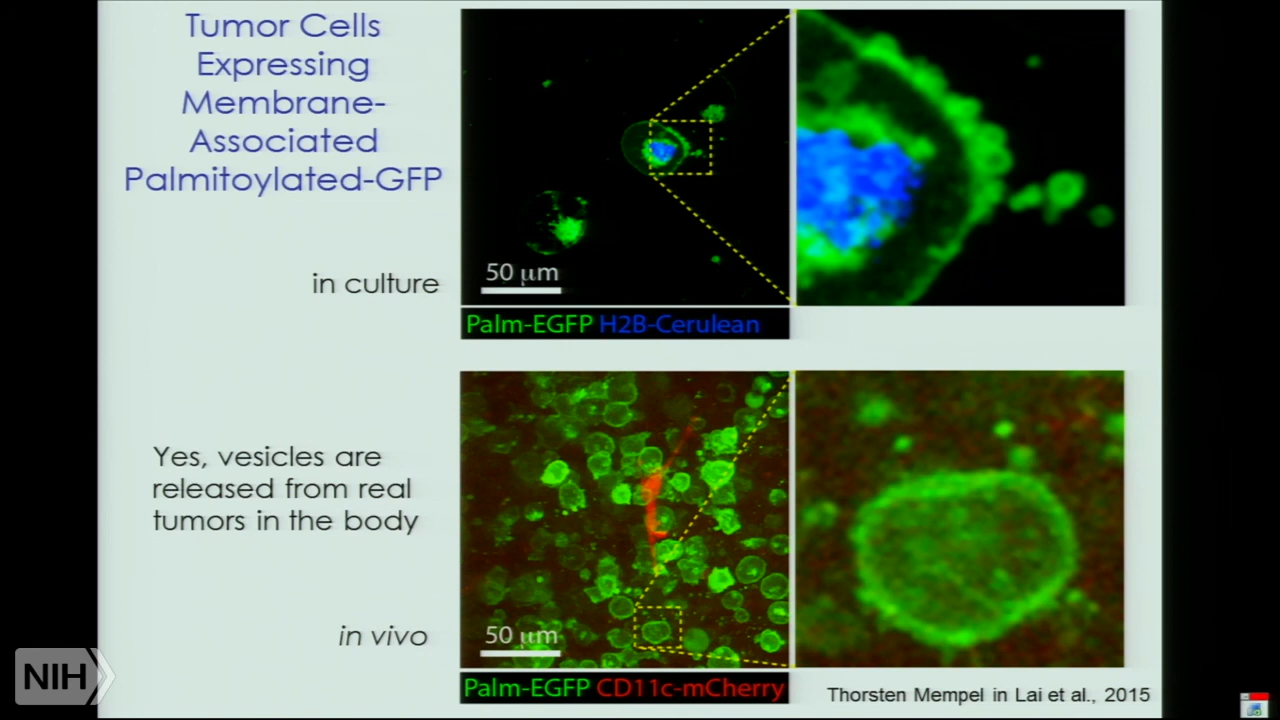 Tumor Cells
Expressing
Membrane-
Associated
Palmitoylated-GFP
in culture
50 μm
Palm-EGFP H2B-Cerulean
Yes, vesicles are
released from real
tumors in the body
in vivo
50 μm
Palm-EGFP CD11c-mCherry
Thorsten Mempel in Lai et al., 2015
NIH